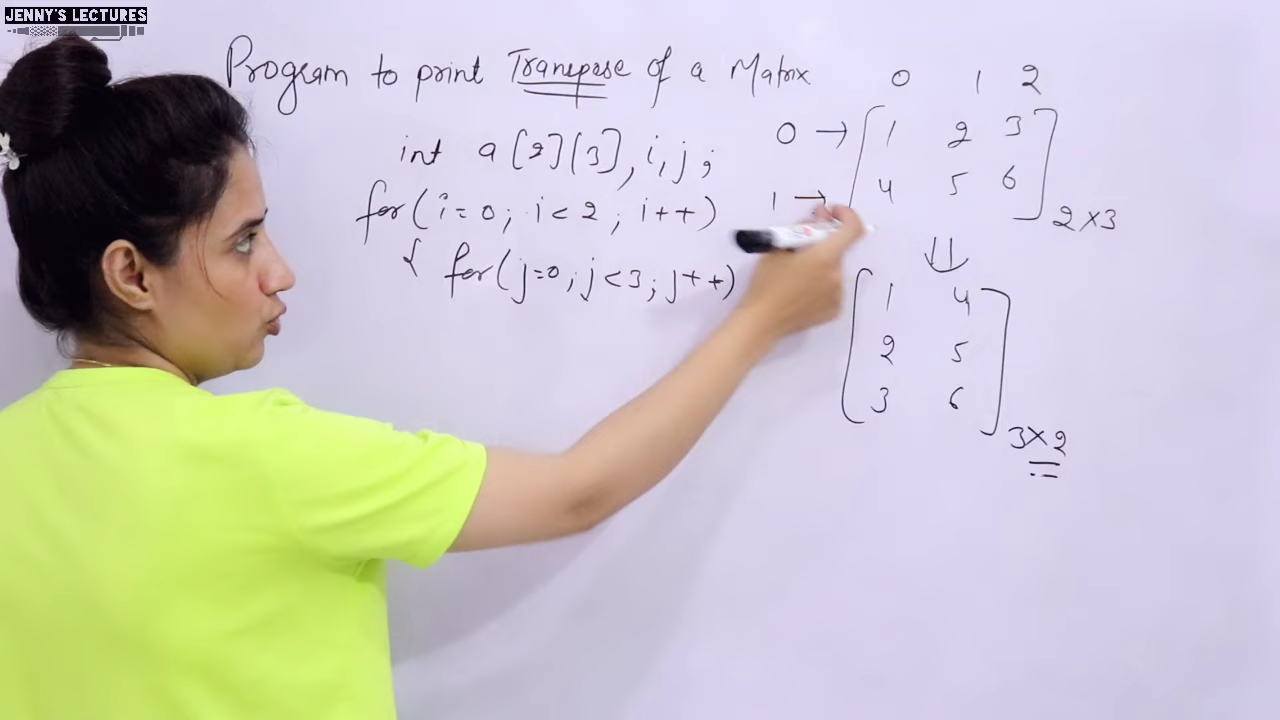 JENNY'S LECTURES
Program to print Transpose of a Matrix
int a[2][3], i, j;
for(i=0; i<2; i++)
{ for(j=0; j<3; j++)
0 1 2
0 → 1 2 3
1 → 4 5 6
2×3
1 4
2 5
3 6
3×2